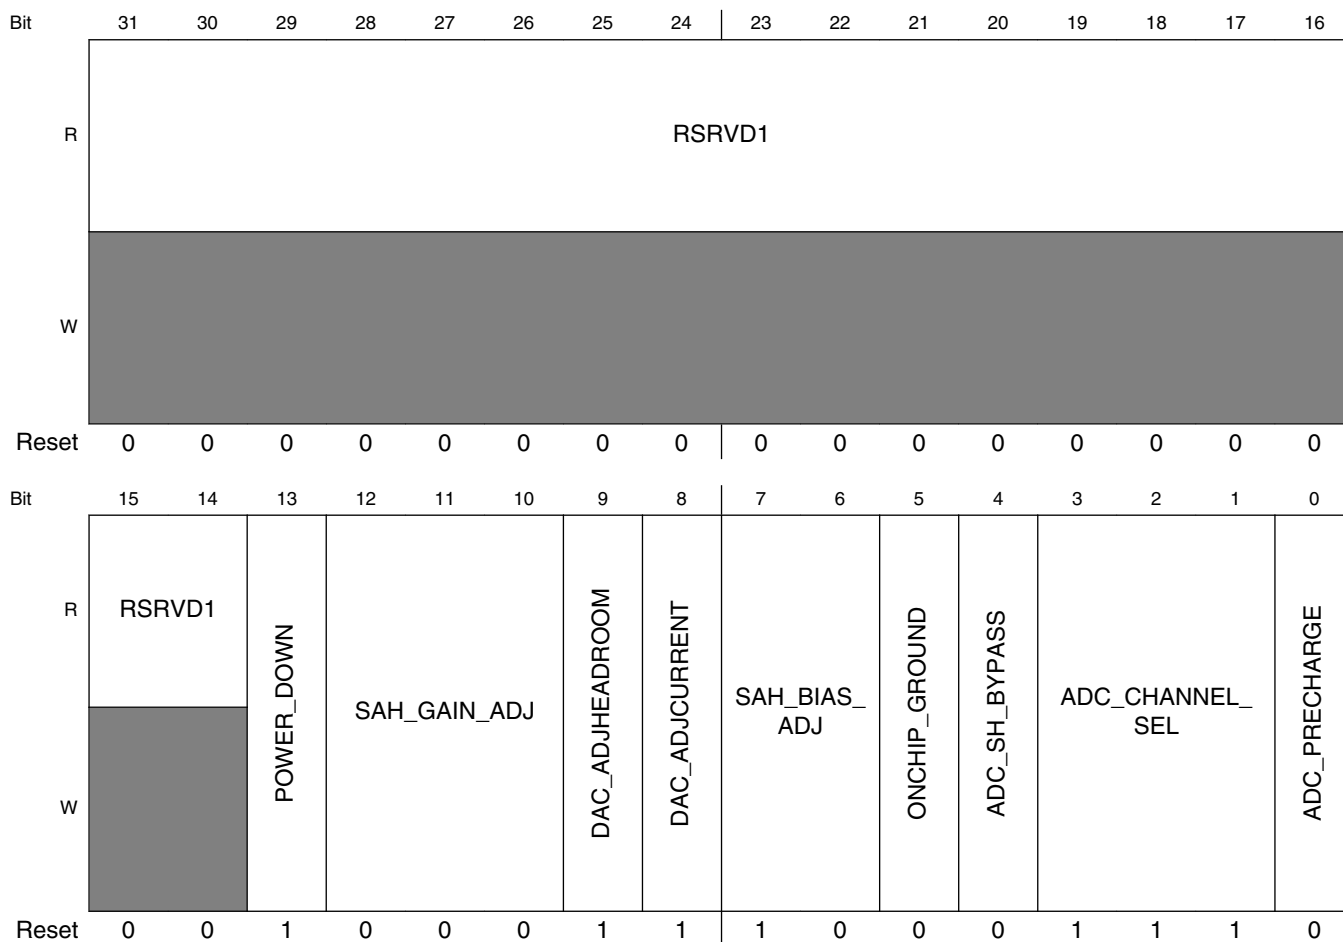 Bit 31 30 29 28 27 26 25 24 23 22 21 20 19 18 17 16
R RSRVD1
W
Reset 0 0 0 0 0 0 0 0 0 0 0 0 0 0 0 0
Bit 15 14 13 12 11 10 9 8 7 6 5 4 3 2 1 0
R RSRVD1
POWER_DOWN
SAH_GAIN_ADJ
DAC_ADJHEADROOM
DAC_ADJCURRENT
SAH_BIAS_
ADJ
ONCHIP_GROUND
ADC_SH_BYPASS
ADC_CHANNEL_
SEL
ADC_PRECHARGE
W
Reset 0 0 1 0 0 0 1 1 1 0 0 0 1 1 1 0